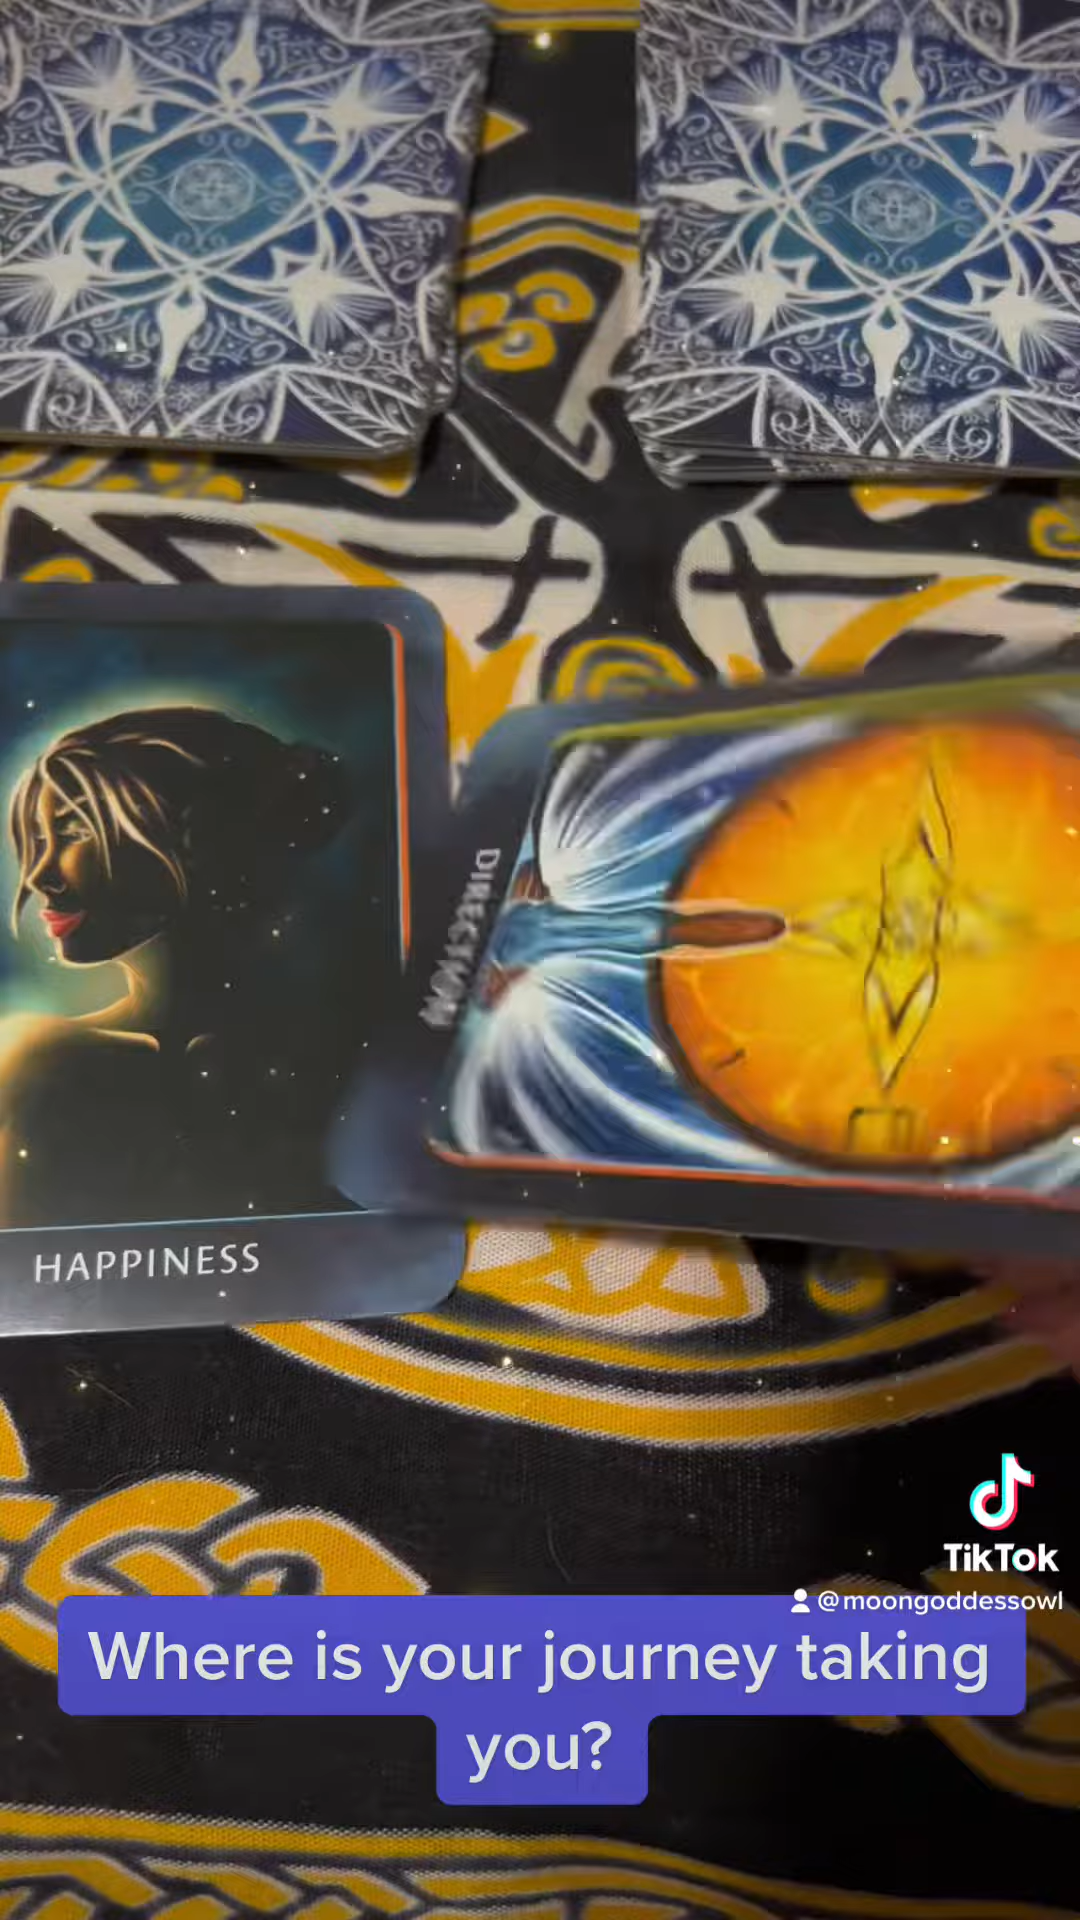 DIRECTION
HAPPINESS
TikTok
@moongoddessowl
Where is your journey taking
you?